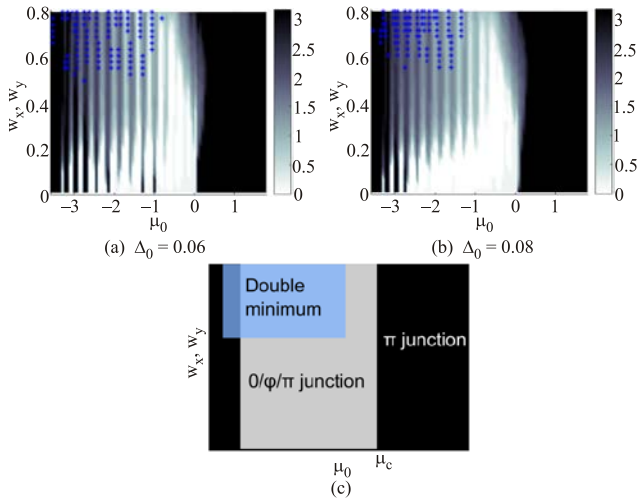 0.8
0.6
0.4
0.2
0
w_x, w_y
−3 −2 −1 0 1
μ_0
3
2.5
2
1.5
1
0.5
0
(a) Δ_0 = 0.06
0.8
0.6
0.4
0.2
0
w_x, w_y
−3 −2 −1 0 1
μ_0
3
2.5
2
1.5
1
0.5
0
(b) Δ_0 = 0.08
Double
minimum
π junction
0/φ/π junction
w_x, w_y
μ_0
μ_c
(c)